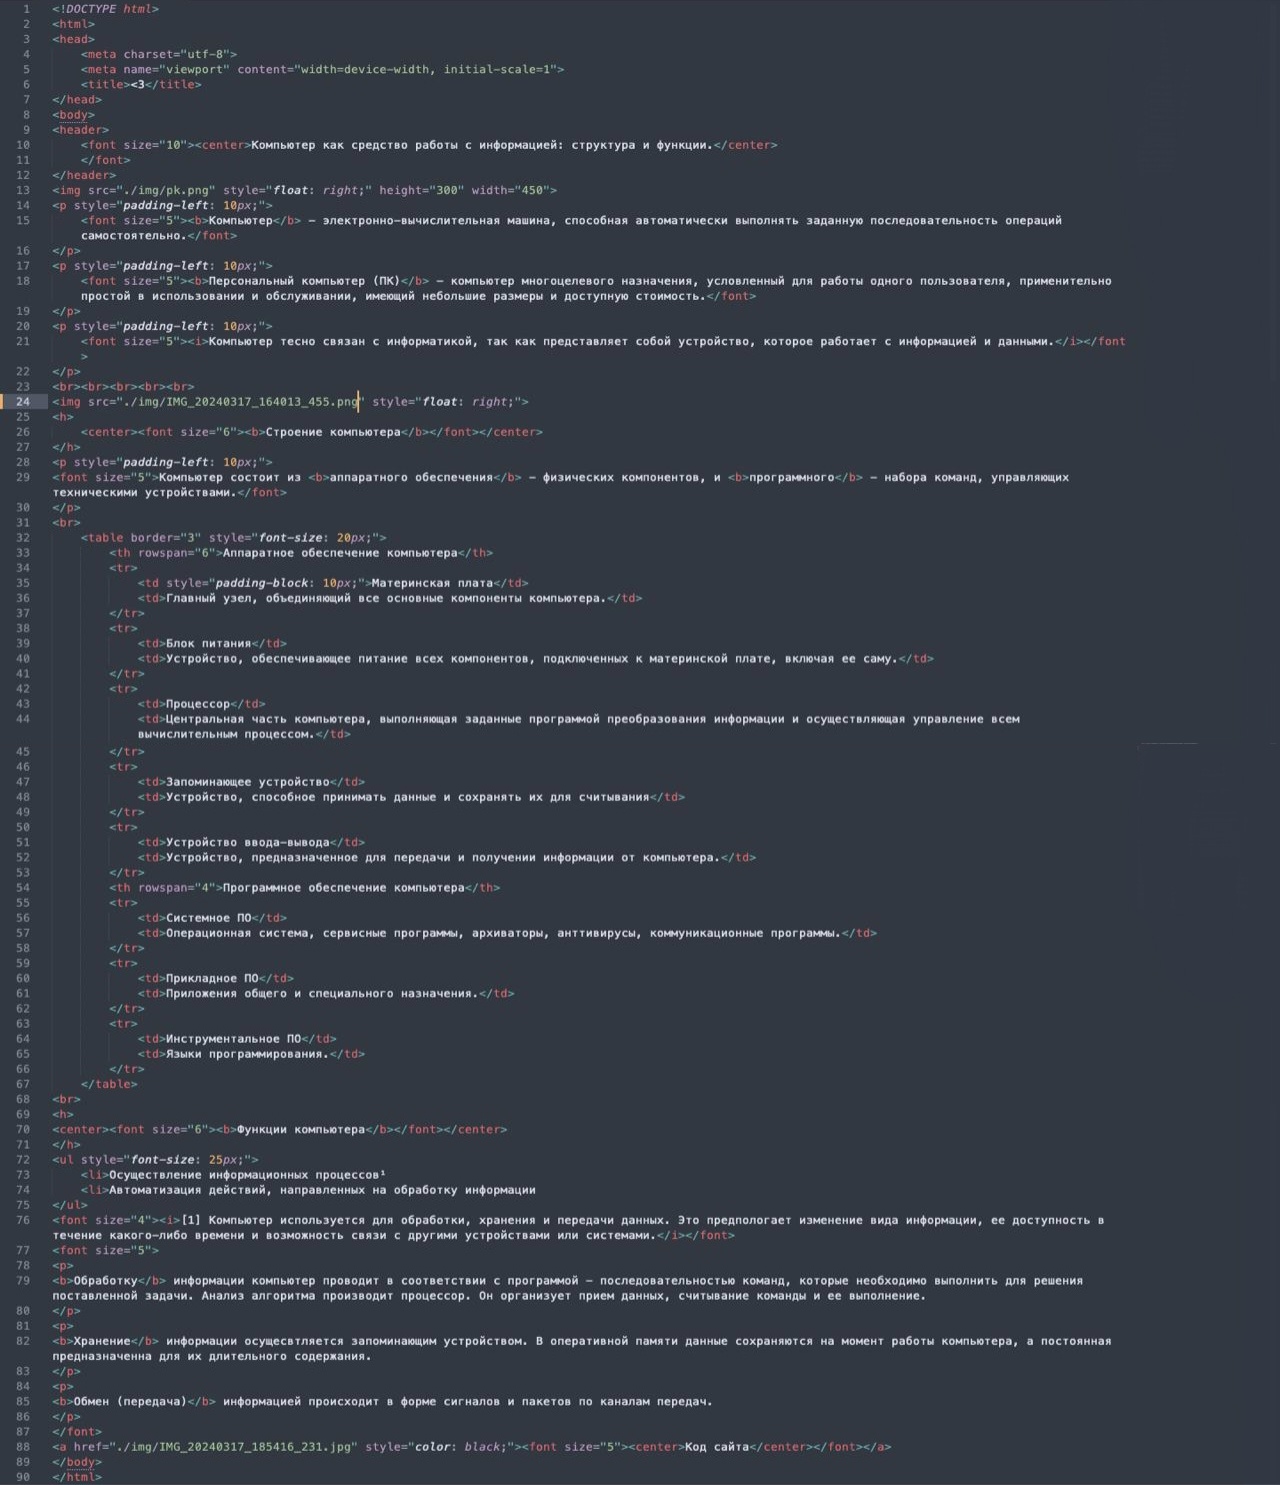 1 <!DOCTYPE html>
2 <html>
3 <head>
4 <meta charset="utf-8">
5 <meta name="viewport" content="width=device-width, initial-scale=1">
6 <title><3</title>
7 </head>
8 <body>
9 <header>
10 <font size="10"><center>Компьютер как средство работы с информацией: структура и функции.</center>
11 </font>
12 </header>
13 <img src="./img/pk.png" style="float: right;" height="300" width="450">
14 <p style="padding-left: 10px;">
15 <font size="5"><b>Компьютер</b> – электронно-вычислительная машина, способная автоматически выполнять заданную последовательность операций
самостоятельно.</font>
16 </p>
17 <p style="padding-left: 10px;">
18 <font size="5"><b>Персональный компьютер (ПК)</b> – компьютер многоцелевого назначения, условленный для работы одного пользователя, применительно
простой в использовании и обслуживании, имеющий небольшие размеры и доступную стоимость.</font>
19 </p>
20 <p style="padding-left: 10px;">
21 <font size="5"><i>Компьютер тесно связан с информатикой, так как представляет собой устройство, которое работает с информацией и данными.</i></font
>
22 </p>
23 <br><br><br><br><br>
24 <img src="./img/IMG_20240317_164013_455.png" style="float: right;">
25 <h>
26 <center><font size="6"><b>Строение компьютера</b></font></center>
27 </h>
28 <p style="padding-left: 10px;">
29 <font size="5">Компьютер состоит из <b>аппаратного обеспечения</b> – физических компонентов, и <b>программного</b> – набора команд, управляющих
техническими устройствами.</font>
30 </p>
31 <br>
32 <table border="3" style="font-size: 20px;">
33 <th rowspan="6">Аппаратное обеспечение компьютера</th>
34 <tr>
35 <td style="padding-block: 10px;">Материнская плата</td>
36 <td>Главный узел, объединяющий все основные компоненты компьютера.</td>
37 </tr>
38 <tr>
39 <td>Блок питания</td>
40 <td>Устройство, обеспечивающее питание всех компонентов, подключенных к материнской плате, включая ее саму.</td>
41 </tr>
42 <tr>
43 <td>Процессор</td>
44 <td>Центральная часть компьютера, выполняющая заданные программой преобразования информации и осуществляющая управление всем
вычислительным процессом.</td>
45 </tr>
46 <tr>
47 <td>Запоминающее устройство</td>
48 <td>Устройство, способное принимать данные и сохранять их для считывания</td>
49 </tr>
50 <tr>
51 <td>Устройство ввода-вывода</td>
52 <td>Устройство, предназначенное для передачи и получении информации от компьютера.</td>
53 </tr>
54 <th rowspan="4">Программное обеспечение компьютера</th>
55 <tr>
56 <td>Системное ПО</td>
57 <td>Операционная система, сервисные программы, архиваторы, анттивирусы, коммуникационные программы.</td>
58 </tr>
59 <tr>
60 <td>Прикладное ПО</td>
61 <td>Приложения общего и специального назначения.</td>
62 </tr>
63 <tr>
64 <td>Инструментальное ПО</td>
65 <td>Языки программирования.</td>
66 </tr>
67 </table>
68 <br>
69 <h>
70 <center><font size="6"><b>Функции компьютера</b></font></center>
71 </h>
72 <ul style="font-size: 25px;">
73 <li>Осуществление информационных процессов¹
74 <li>Автоматизация действий, направленных на обработку информации
75 </ul>
76 <font size="4"><i>[1] Компьютер используется для обработки, хранения и передачи данных. Это предпологает изменение вида информации, ее доступность в
течение какого-либо времени и возможность связи с другими устройствами или системами.</i></font>
77 <font size="5">
78 <p>
79 <b>Обработку</b> информации компьютер проводит в соответствии с программой – последовательностью команд, которые необходимо выполнить для решения
поставленной задачи. Анализ алгоритма производит процессор. Он организует прием данных, считывание команды и ее выполнение.
80 </p>
81 <p>
82 <b>Хранение</b> информации осущесвтляется запоминающим устройством. В оперативной памяти данные сохраняются на момент работы компьютера, а постоянная
предназначенна для их длительного содержания.
83 </p>
84 <p>
85 <b>Обмен (передача)</b> информацией происходит в форме сигналов и пакетов по каналам передач.
86 </p>
87 </font>
88 <a href="./img/IMG_20240317_185416_231.jpg" style="color: black;"><font size="5"><center>Код сайта</center></font></a>
89 </body>
90 </html>